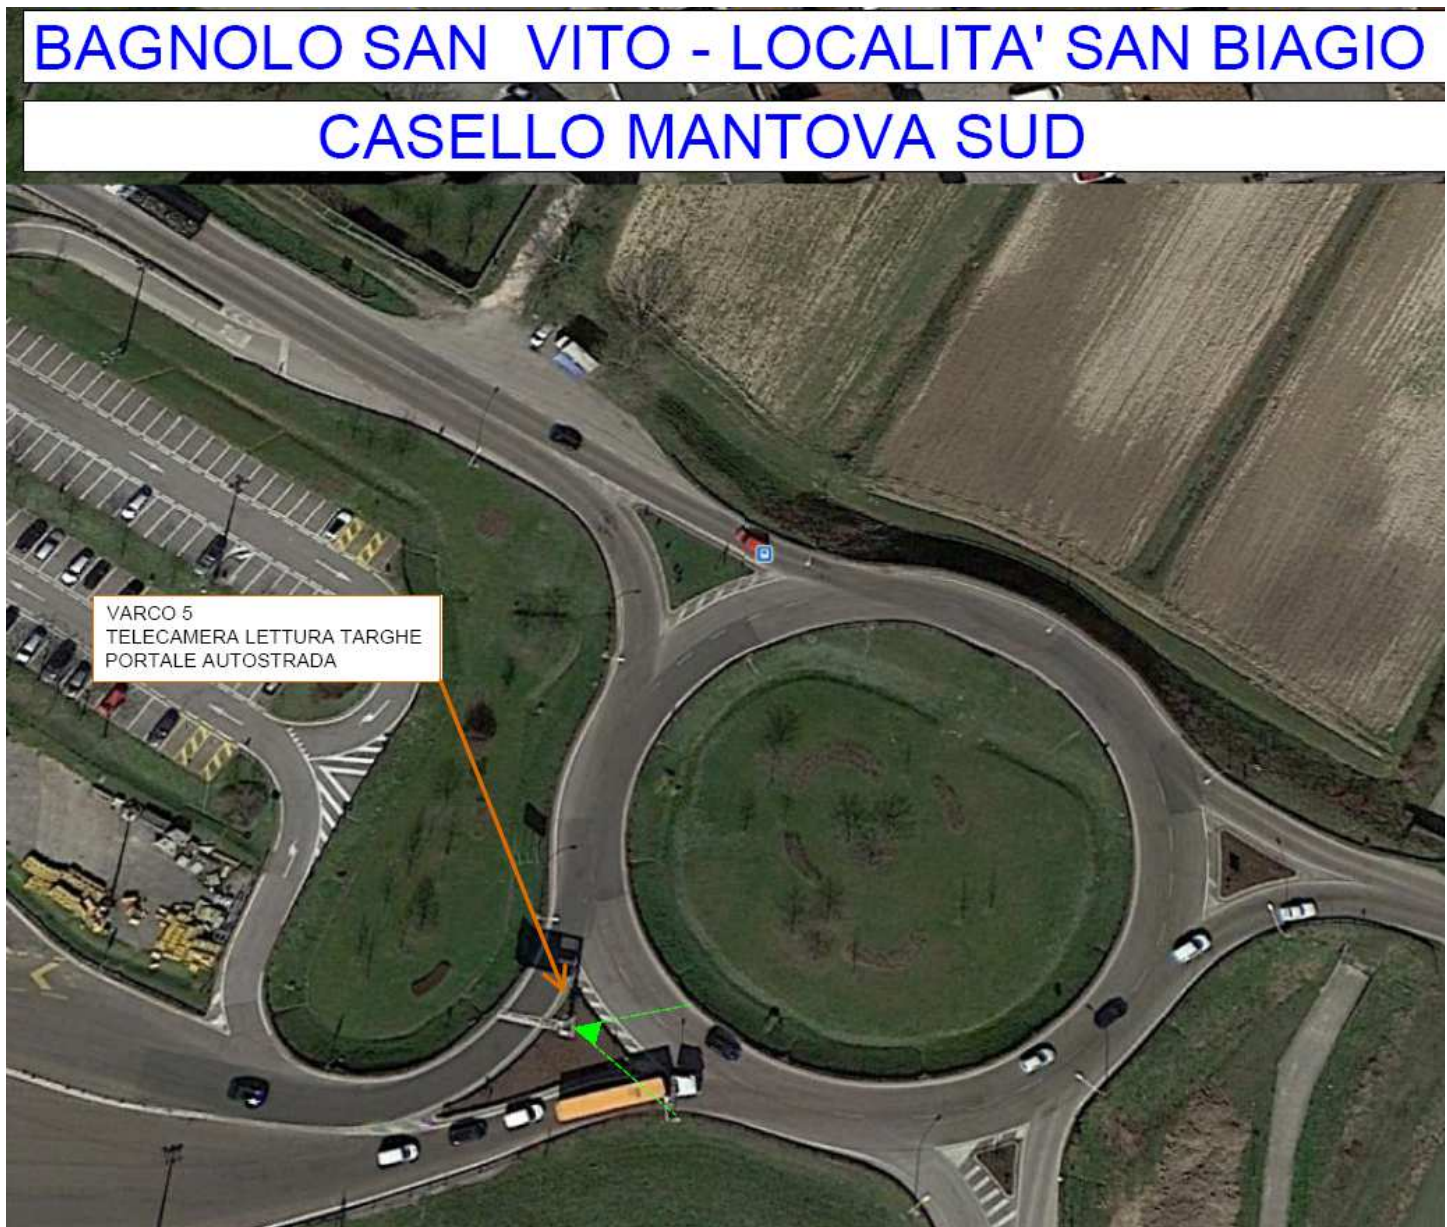 BAGNOLO SAN VITO - LOCALITA' SAN BIAGIO
CASELLO MANTOVA SUD
VARCO 5
TELECAMERA LETTURA TARGHE
PORTALE AUTOSTRADA